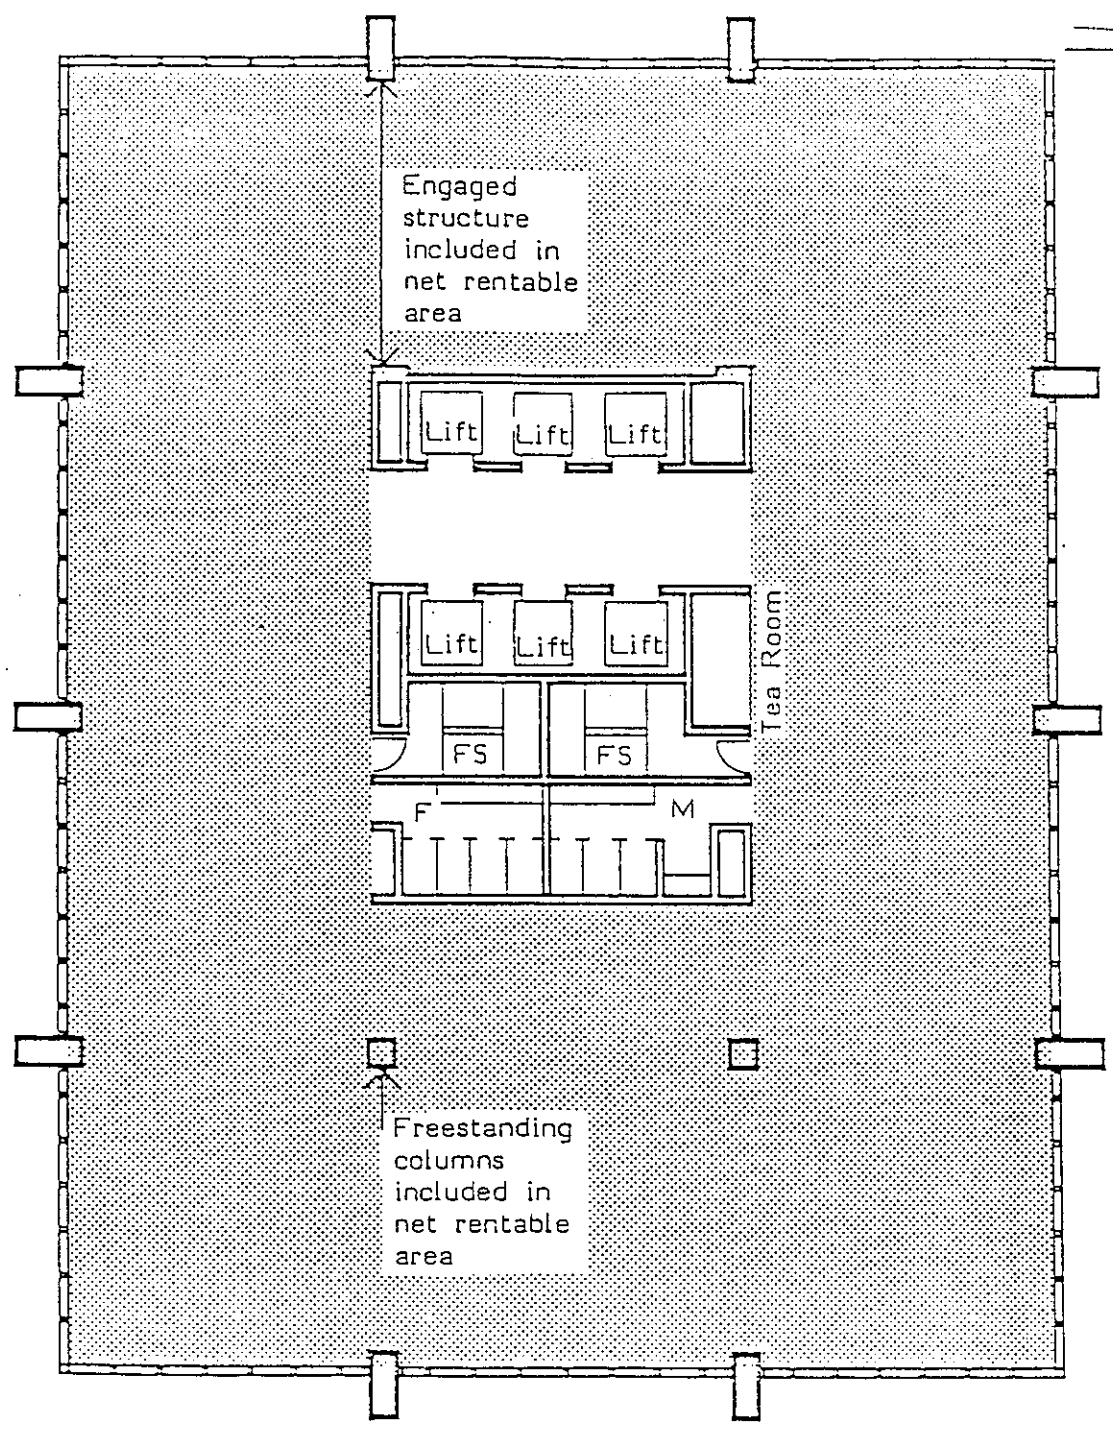 Engaged
structure
included in
net rentable
area
Lift Lift Lift
Lift Lift Lift
Tea Room
FS FS
F M
Freestanding
columns
included in
net rentable
area